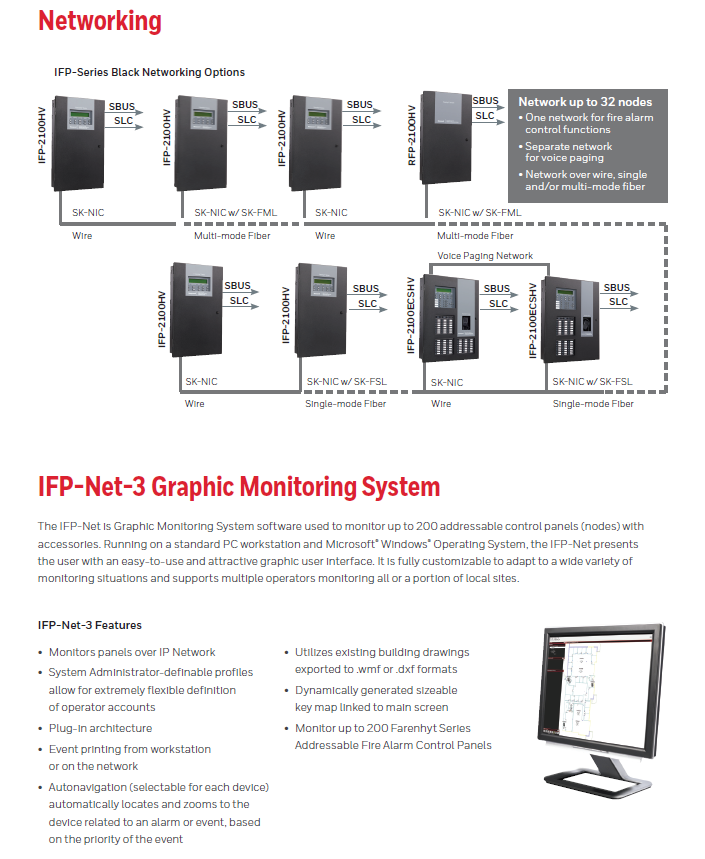 Networking
IFP-Series Black Networking Options
IFP-2100HV
SBUS
SLC
IFP-2100HV
SBUS
SLC
IFP-2100HV
SBUS
SLC
RFP-2100HV
SBUS
SLC
Network up to 32 nodes
• One network for fire alarm
control functions
• Separate network
for voice paging
• Network over wire, single
and/or multi-mode fiber
SK-NIC
SK-NIC w/ SK-FML
SK-NIC
SK-NIC w/ SK-FML
Wire
Multi-mode Fiber
Wire
Multi-mode Fiber
Voice Paging Network
IFP-2100HV
SBUS
SLC
IFP-2100HV
SBUS
SLC
IFP-2100ECSHV
SBUS
SLC
IFP-2100ECSHV
SBUS
SLC
SK-NIC
SK-NIC w/ SK-FSL
SK-NIC
SK-NIC w/ SK-FSL
Wire
Single-mode Fiber
Wire
Single-mode Fiber
IFP-Net-3 Graphic Monitoring System
The IFP-Net is Graphic Monitoring System software used to monitor up to 200 addressable control panels (nodes) with
accessories. Running on a standard PC workstation and Microsoft® Windows® Operating System, the IFP-Net presents
the user with an easy-to-use and attractive graphic user interface. It is fully customizable to adapt to a wide variety of
monitoring situations and supports multiple operators monitoring all or a portion of local sites.
IFP-Net-3 Features
• Monitors panels over IP Network
• System Administrator-definable profiles
allow for extremely flexible definition
of operator accounts
• Plug-in architecture
• Event printing from workstation
or on the network
• Autonavigation (selectable for each device)
automatically locates and zooms to the
device related to an alarm or event, based
on the priority of the event
• Utilizes existing building drawings
exported to .wmf or .dxf formats
• Dynamically generated sizeable
key map linked to main screen
• Monitor up to 200 Farenhyt Series
Addressable Fire Alarm Control Panels